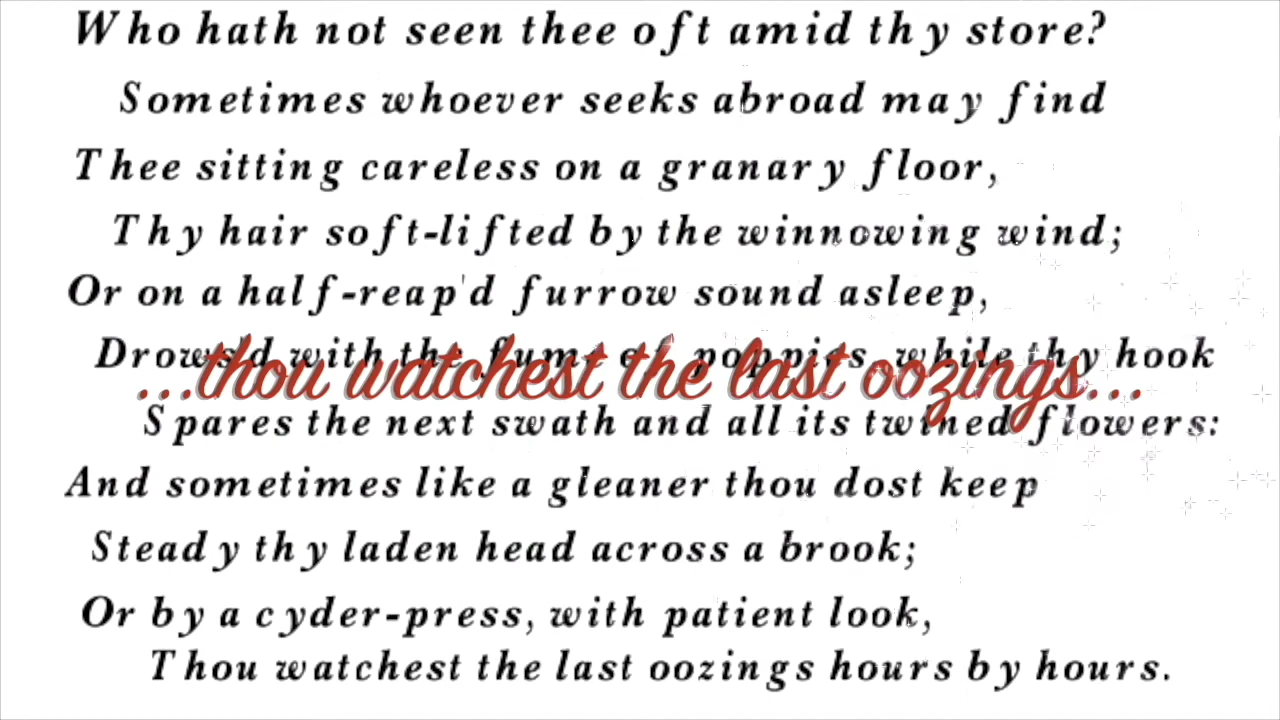 Who hath not seen thee oft amid thy store?
Sometimes whoever seeks abroad may find
Thee sitting careless on a granary floor,
Thy hair soft-lifted by the winnowing wind;
Or on a half-reap'd furrow sound asleep,
Drows'd with the fume of poppies, while thy hook
...thou watchest the last oozings...
Spares the next swath and all its twined flowers:
And sometimes like a gleaner thou dost keep
Steady thy laden head across a brook;
Or by a cyder-press, with patient look,
Thou watchest the last oozings hours by hours.